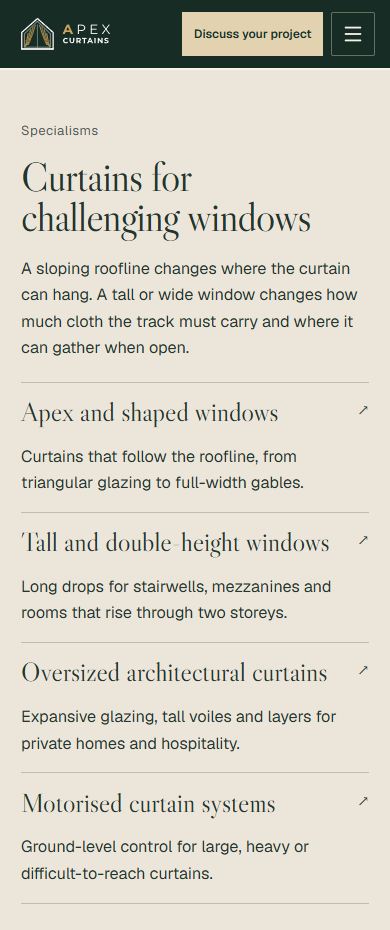 APEX
CURTAINS
Discuss your project
Specialisms
Curtains for
challenging windows
A sloping roofline changes where the curtain
can hang. A tall or wide window changes how
much cloth the track must carry and where it
can gather when open.
Apex and shaped windows ↗
Curtains that follow the roofline, from
triangular glazing to full-width gables.
Tall and double-height windows ↗
Long drops for stairwells, mezzanines and
rooms that rise through two storeys.
Oversized architectural curtains ↗
Expansive glazing, tall voiles and layers for
private homes and hospitality.
Motorised curtain systems ↗
Ground-level control for large, heavy or
difficult-to-reach curtains.